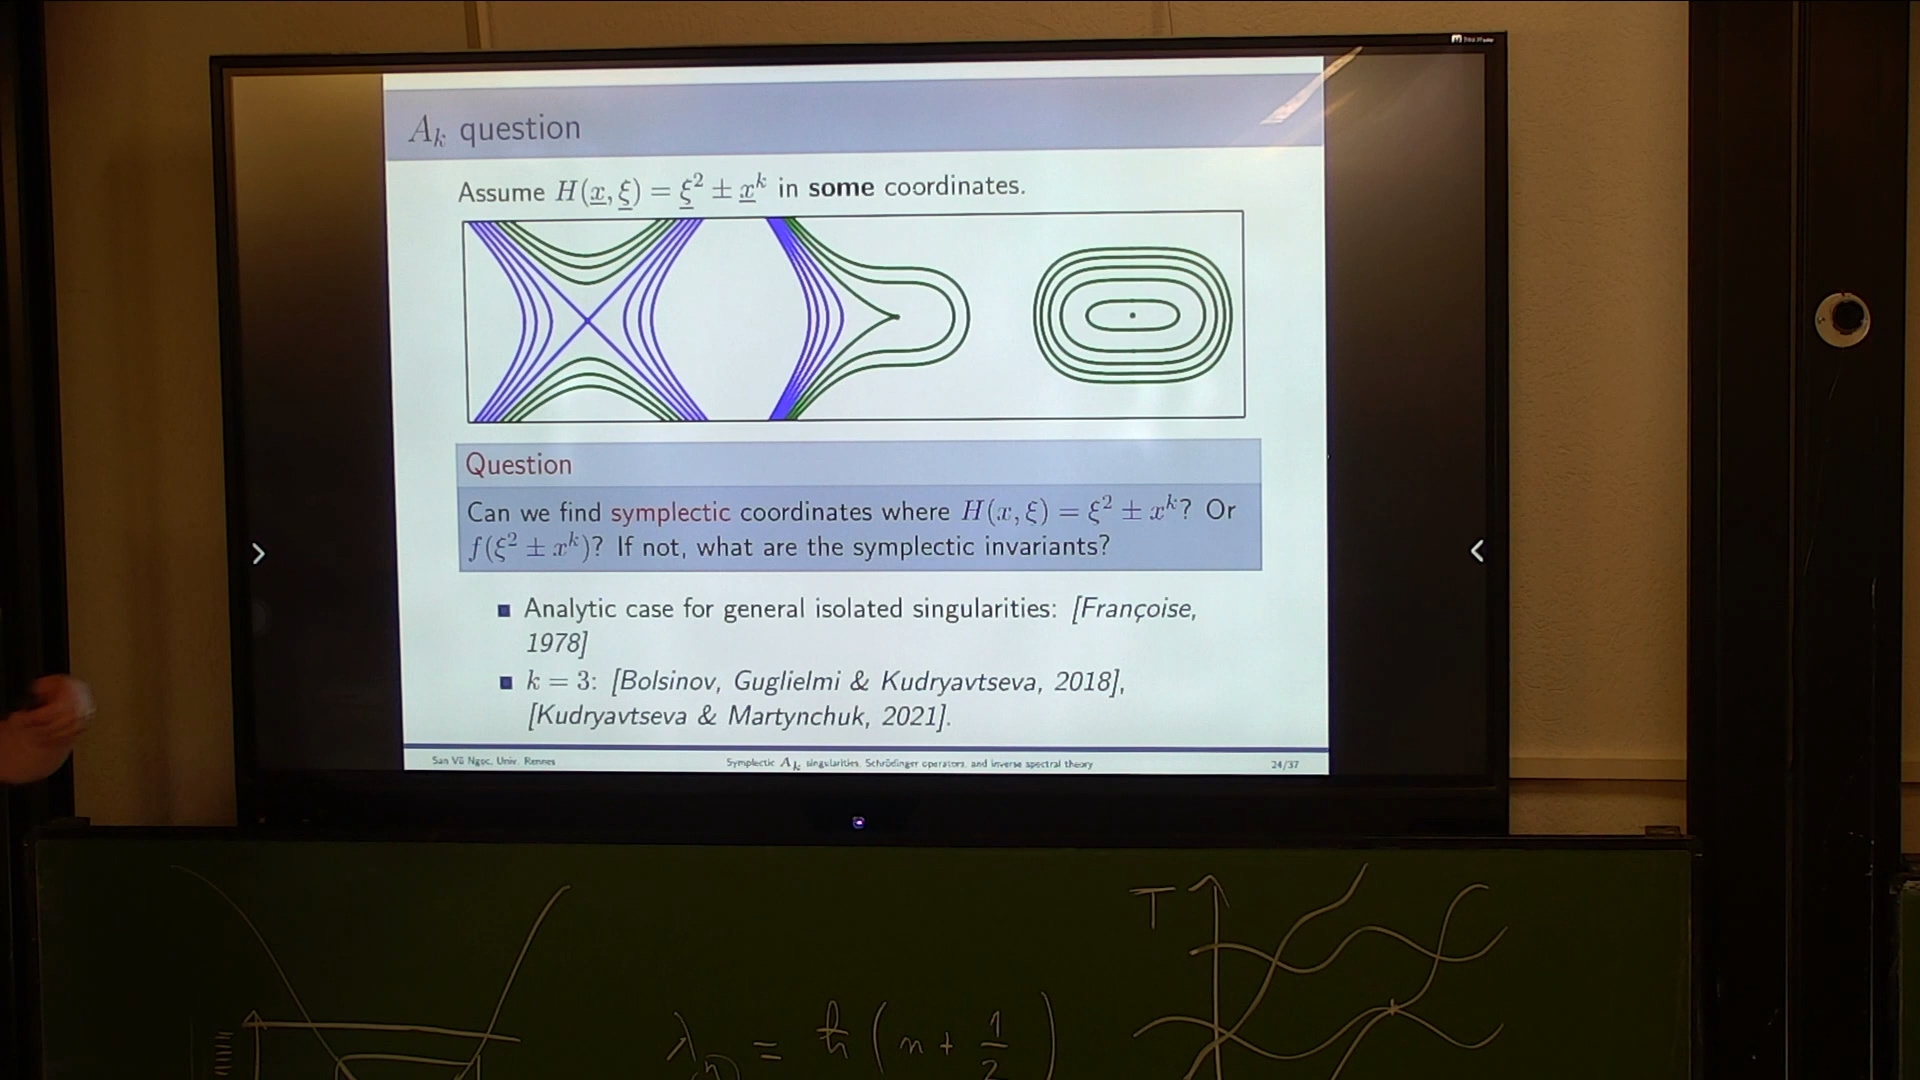 A_k question
Assume H(x, ξ) = ξ² ± x^k in some coordinates.
Question
Can we find symplectic coordinates where H(x, ξ) = ξ² ± x^k? Or
f(ξ² ± x^k)? If not, what are the symplectic invariants?
Analytic case for general isolated singularities: [Françoise,
1978]
k = 3: [Bolsinov, Guglielmi & Kudryavtseva, 2018],
[Kudryavtseva & Martynchuk, 2021].
San Vũ Ngọc, Univ. Rennes
Symplectic A_k singularities, Schrödinger operators, and inverse spectral theory
24/37
T
λ_n = ħ (n + 1/2)